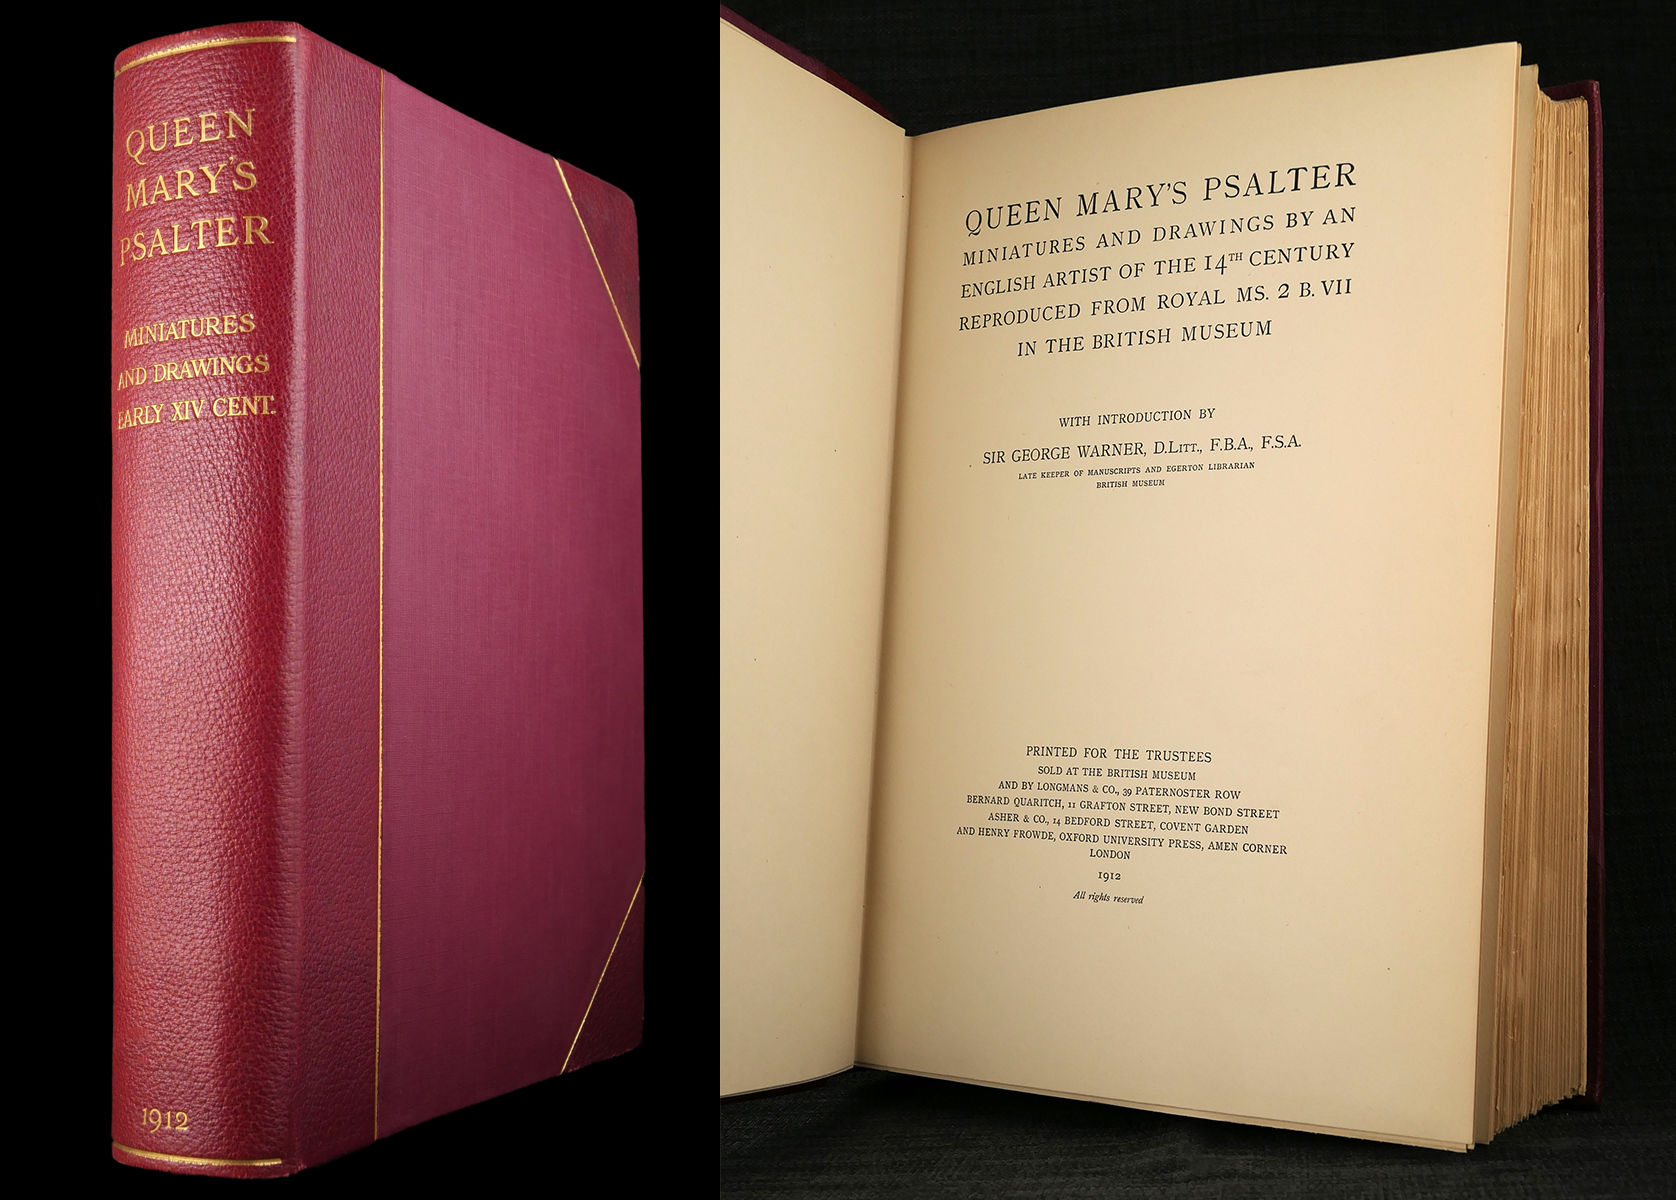 QUEEN
MARY'S
PSALTER
MINIATURES
AND DRAWINGS
EARLY XIV CENT.
1912
QUEEN MARY'S PSALTER
MINIATURES AND DRAWINGS BY AN
ENGLISH ARTIST OF THE 14TH CENTURY
REPRODUCED FROM ROYAL MS. 2 B. VII
IN THE BRITISH MUSEUM
WITH INTRODUCTION BY
SIR GEORGE WARNER, D.LITT., F.B.A., F.S.A.
LATE KEEPER OF MANUSCRIPTS AND EGERTON LIBRARIAN
BRITISH MUSEUM
PRINTED FOR THE TRUSTEES
SOLD AT THE BRITISH MUSEUM
AND BY LONGMANS & CO., 39 PATERNOSTER ROW
BERNARD QUARITCH, 11 GRAFTON STREET, NEW BOND STREET
ASHER & CO., 14 BEDFORD STREET, COVENT GARDEN
AND HENRY FROWDE, OXFORD UNIVERSITY PRESS, AMEN CORNER
LONDON
1912
All rights reserved